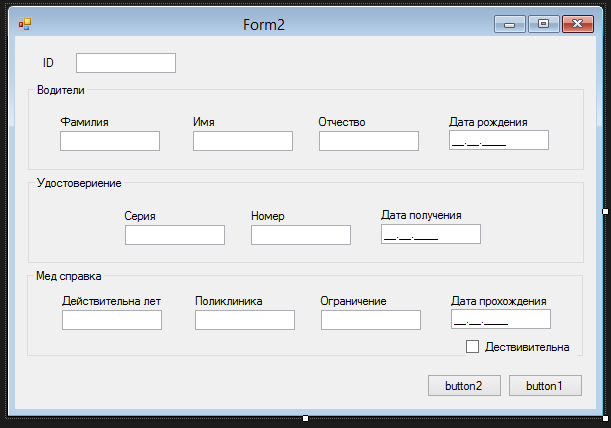 Form2
ID
Водители
Фамилия Имя Отчество Дата рождения
__.__.____
Удостовериение
Серия Номер Дата получения
__.__.____
Мед справка
Действительна лет Поликлиника Ограничение Дата прохождения
__.__.____
Дествивительна
button2 button1